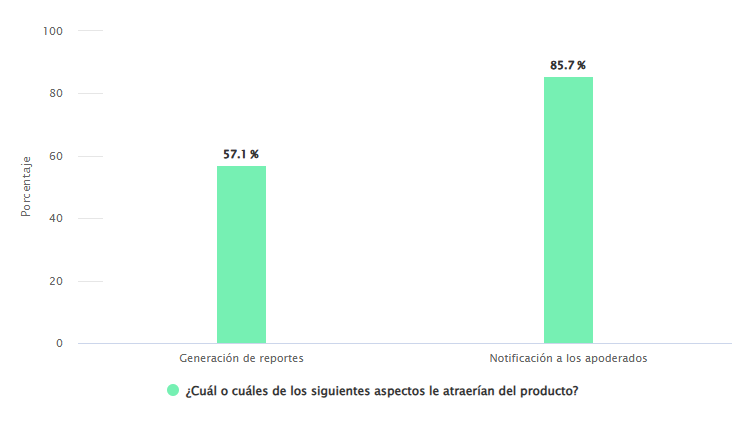 100
85.7 %
80
57.1 %
60
Porcentaje
40
20
0
Generación de reportes
Notificación a los apoderados
¿Cuál o cuáles de los siguientes aspectos le atraerían del producto?